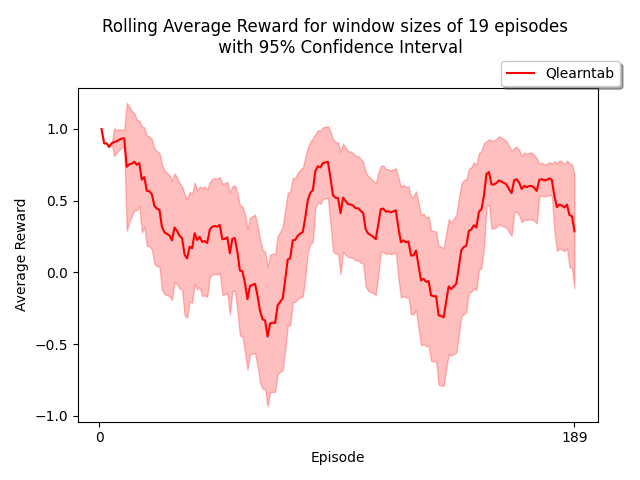 Rolling Average Reward for window sizes of 19 episodes
with 95% Confidence Interval
Qlearntab
1.0
0.5
0.0
−0.5
−1.0
Average Reward
0
189
Episode